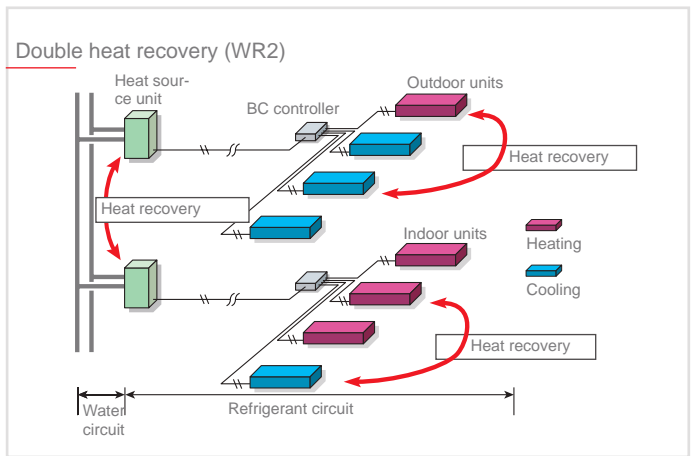 Double heat recovery (WR2)
Heat sour-
ce unit
BC controller
Outdoor units
Heat recovery
Heat recovery
Indoor units
Heating
Cooling
Heat recovery
Water
circuit
Refrigerant circuit